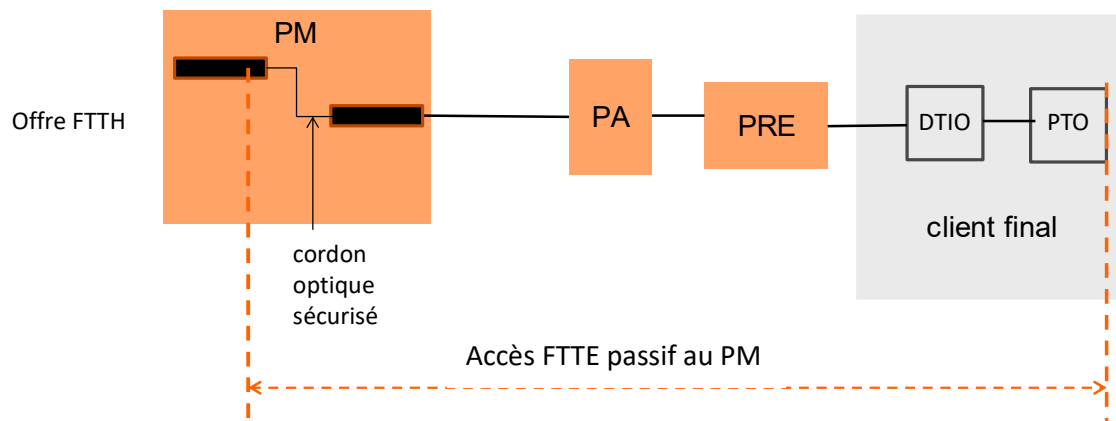 PM
Offre FTTH
PA
PRE
DTIO
PTO
client final
cordon
optique
sécurisé
Accès FTTE passif au PM